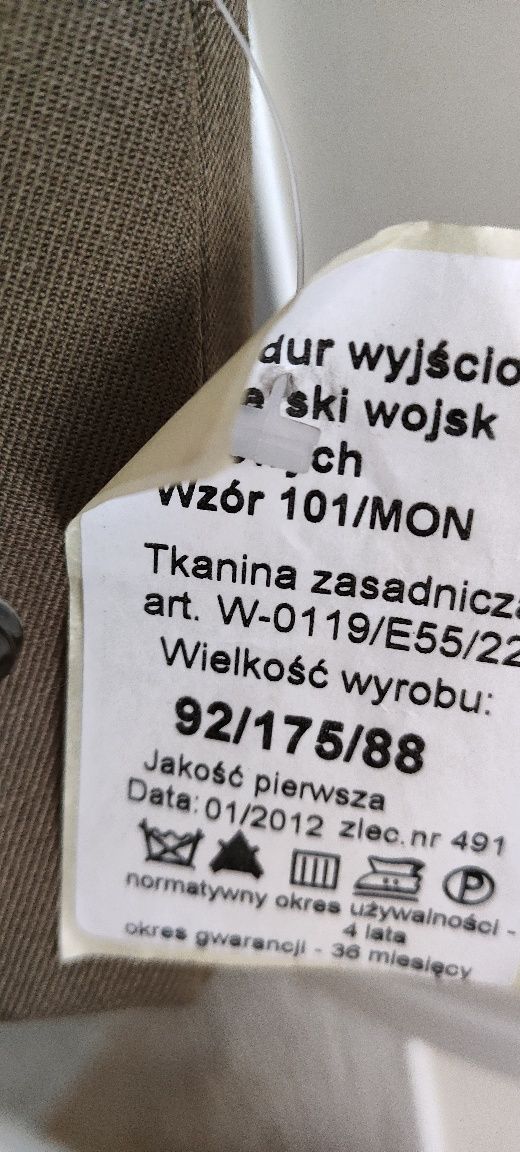 dur wyjścio
ski wojsk
ch
Wzór 101/MON
Tkanina zasadnicza
art. W-0119/E55/22
Wielkość wyrobu:
92/175/88
Jakość pierwsza
Data: 01/2012 zlec.nr 491
P
normatywny okres używalności -
4 lata
okres gwarancji - 36 miesięcy